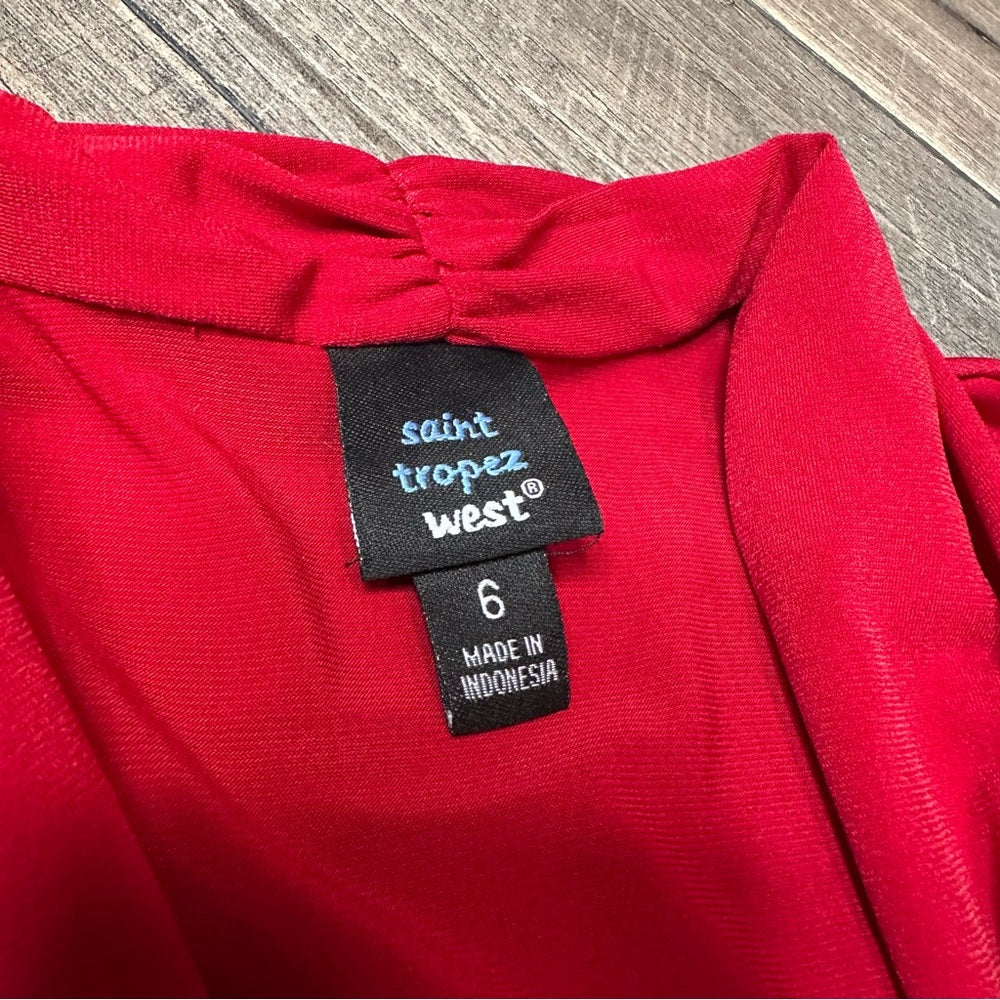 saint
tropez
west®
6
MADE IN
INDONESIA